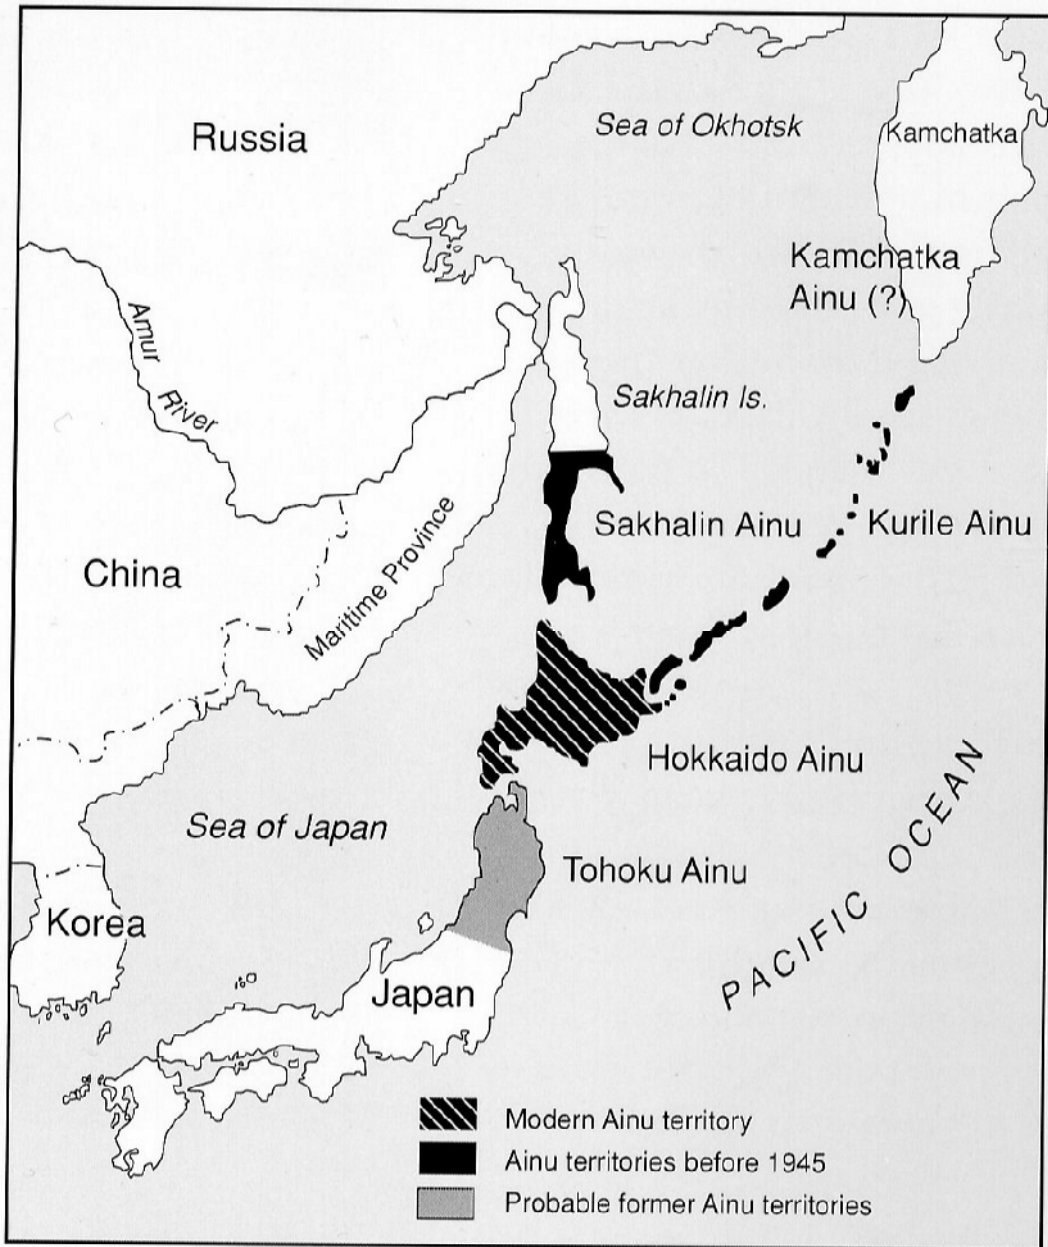 Russia
Sea of Okhotsk
Kamchatka
Kamchatka
Ainu (?)
Amur
River
Sakhalin Is.
Sakhalin Ainu
Kurile Ainu
China
Maritime Province
Hokkaido Ainu
Sea of Japan
Tohoku Ainu
PACIFIC OCEAN
Korea
Japan
Modern Ainu territory
Ainu territories before 1945
Probable former Ainu territories